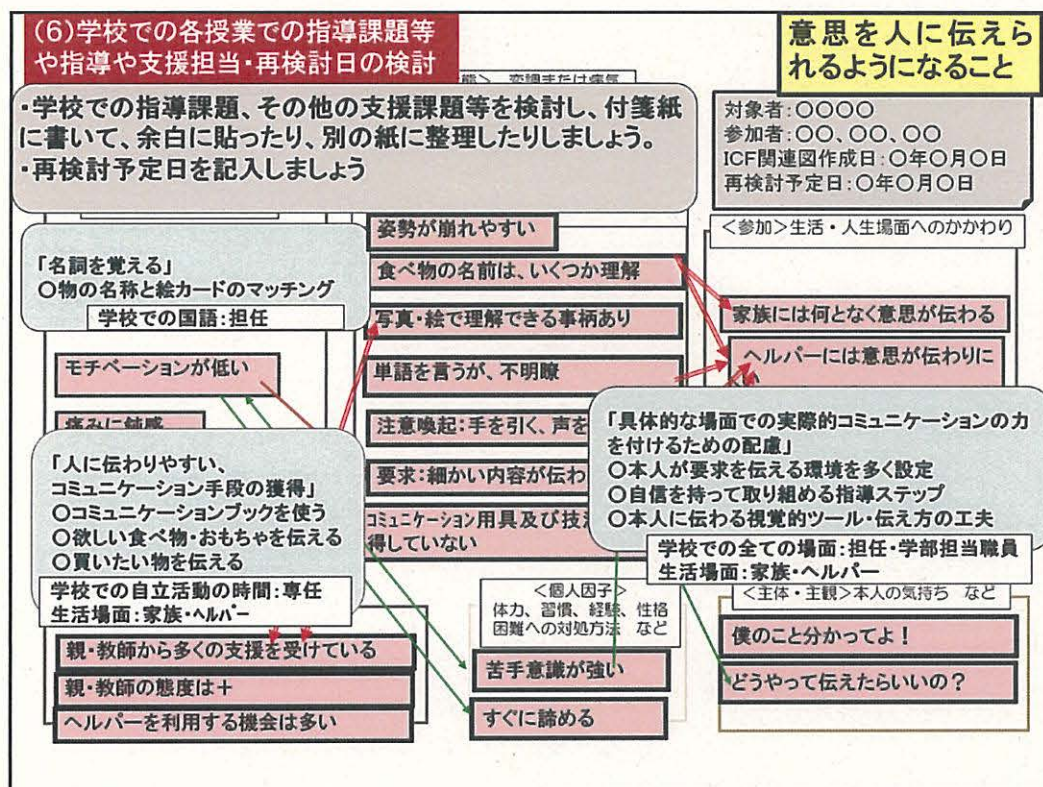 (6)学校での各授業での指導課題等
や指導や支援担当・再検討日の検討
意思を人に伝えら
れるようになること
態> 変調または病気
・学校での指導課題、その他の支援課題等を検討し、付箋紙
に書いて、余白に貼ったり、別の紙に整理したりしましょう。
・再検討予定日を記入しましょう
対象者:〇〇〇〇
参加者:〇〇、〇〇、〇〇
ICF関連図作成日:〇年〇月〇日
再検討予定日:〇年〇月〇日
「名詞を覚える」
〇物の名称と絵カードのマッチング
学校での国語:担任
モチベーションが低い
痛みに鈍感
「人に伝わりやすい、
コミュニケーション手段の獲得」
〇コミュニケーションブックを使う
〇欲しい食べ物・おもちゃを伝える
〇買いたい物を伝える
学校での自立活動の時間:専任
生活場面:家族・ヘルパー
親・教師から多くの支援を受けている
親・教師の態度は+
ヘルパーを利用する機会は多い
姿勢が崩れやすい
食べ物の名前は、いくつか理解
写真・絵で理解できる事柄あり
単語を言うが、不明瞭
注意喚起:手を引く、声を
要求:細かい内容が伝わ
コミュニケーション用具及び技法
得していない
<個人因子>
体力、習慣、経験、性格
困難への対処方法 など
苦手意識が強い
すぐに諦める
<参加>生活・人生場面へのかかわり
家族には何となく意思が伝わる
ヘルパーには意思が伝わりに
「具体的な場面での実際的コミュニケーションの力
を付けるための配慮」
〇本人が要求を伝える環境を多く設定
〇自信を持って取り組める指導ステップ
〇本人に伝わる視覚的ツール・伝え方の工夫
学校での全ての場面:担任・学部担当職員
生活場面:家族・ヘルパー
<主体・主観>本人の気持ち など
僕のこと分かってよ!
どうやって伝えたらいいの?